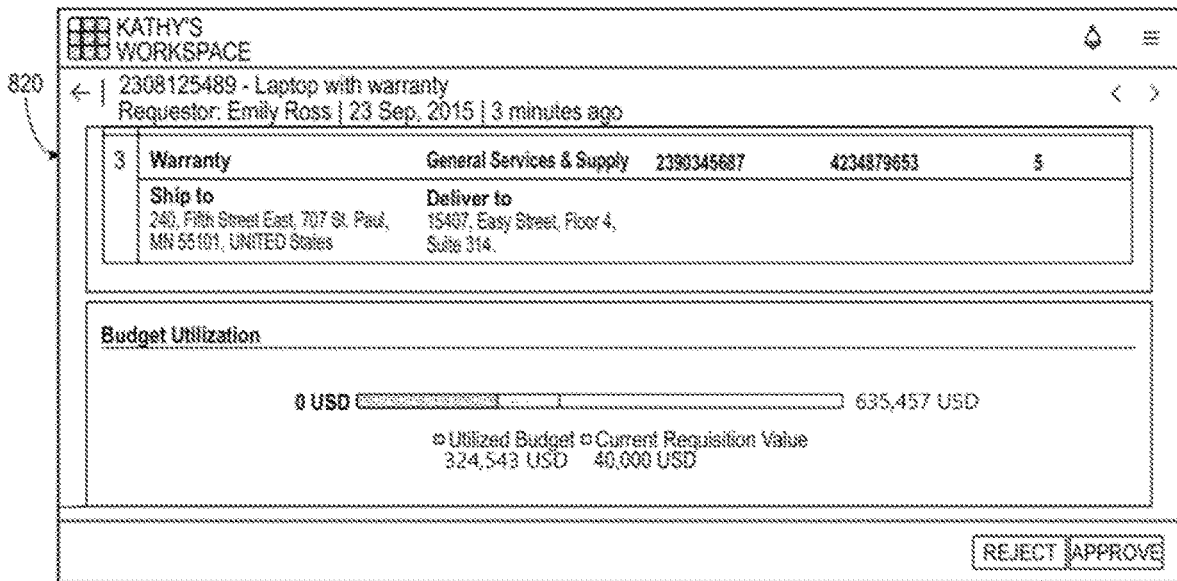 KATHY'S
WORKSPACE
820
2308125489 - Laptop with warranty
Requestor: Emily Ross | 23 Sep, 2015 | 3 minutes ago
3 Warranty General Services & Supply 2390345687 4234879653 5
Ship to Deliver to
240, Fifth Street East, 707 St. Paul, 15497, Easy Street, Floor 4,
MN 55101, UNITED States Suite 314.
Budget Utilization
0 USD 635,457 USD
Utilized Budget Current Requisition Value
324,543 USD 40,000 USD
REJECT APPROVE